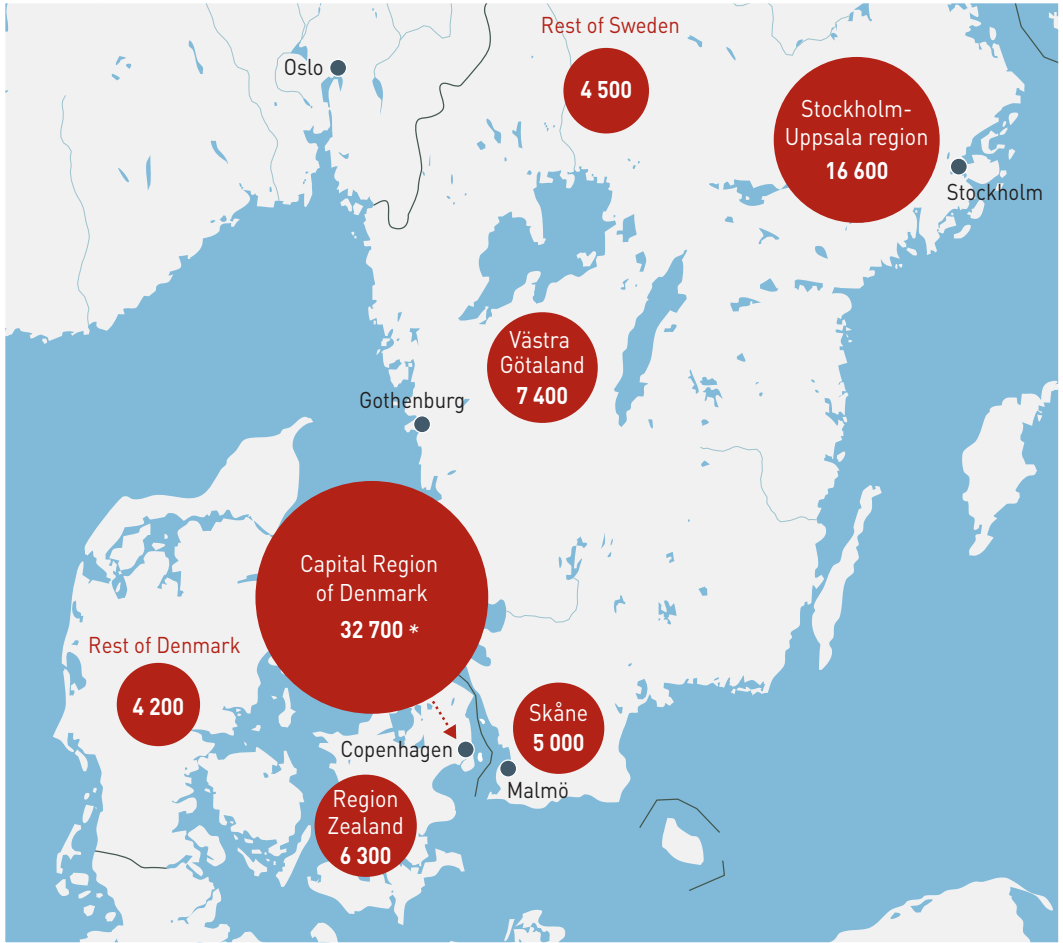 Rest of Sweden
4 500
Oslo
Stockholm-
Uppsala region
16 600
Stockholm
Västra
Götaland
7 400
Gothenburg
Capital Region
of Denmark
32 700 *
Rest of Denmark
4 200
Skåne
5 000
Copenhagen
Malmö
Region
Zealand
6 300